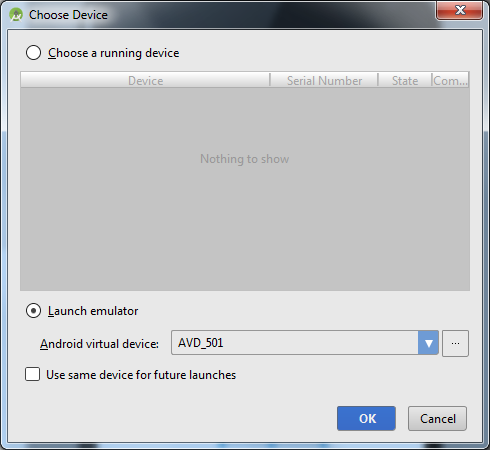 Choose Device
Choose a running device
Device Serial Number State Com...
Nothing to show
Launch emulator
Android virtual device: AVD_501 ...
Use same device for future launches
OK Cancel